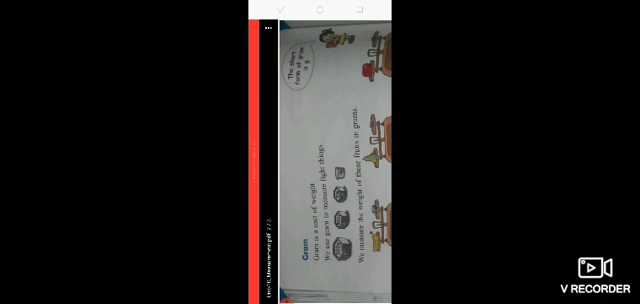 The short
form of gram
is g.
Gram
Gram is a unit of weight.
We use gram to measure light things.
We measure the weight of these fruits in grams.
V RECORDER